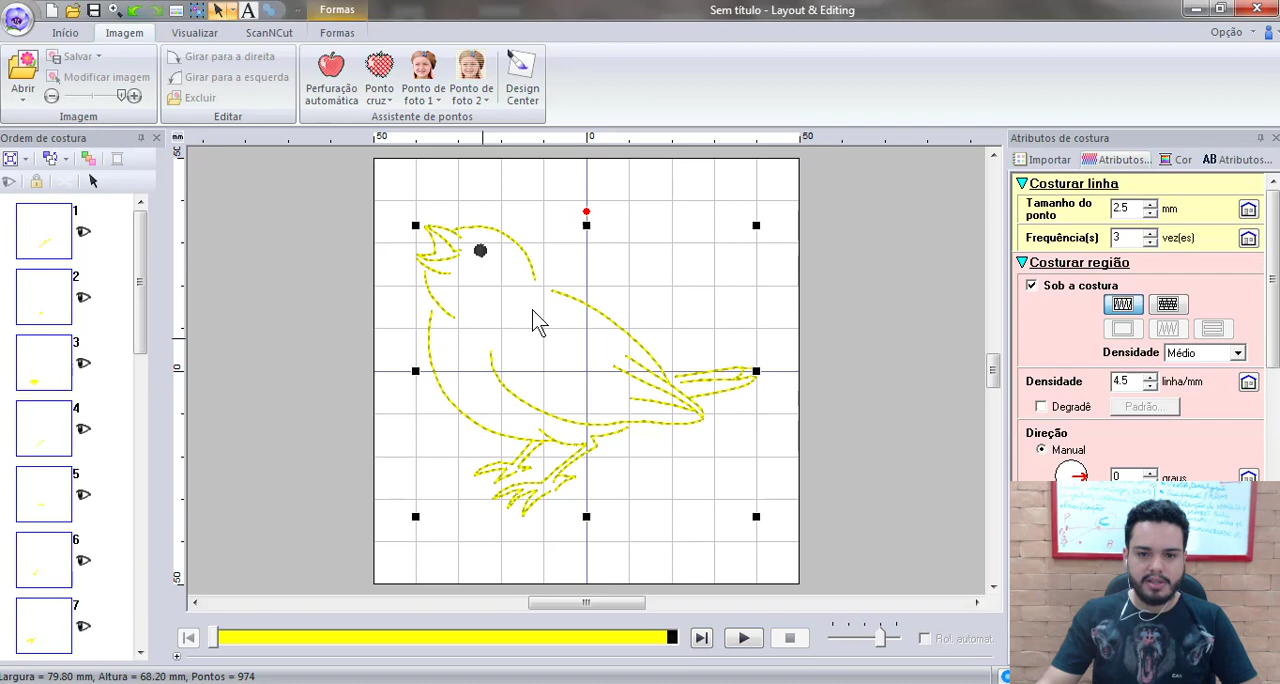 Formas
Sem título - Layout & Editing
Início
Imagem
Visualizar
ScanNCut
Formas
Opção
Abrir
Salvar
Modificar imagem
Imagem
Girar para a direita
Girar para a esquerda
Excluir
Editar
Perfuração automática
Ponto cruz
Ponto de foto 1
Ponto de foto 2
Design Center
Assistente de pontos
Ordem de costura
1
2
3
4
5
6
7
mm
50
0
50
50
0
50
Atributos de costura
Importar
Atributos...
Cor
AB Atributos...
Costurar linha
Tamanho do ponto
2.5 mm
Frequência(s)
3 vez(es)
Costurar região
Sob a costura
Densidade Médio
Densidade 4.5 linha/mm
Degradê Padrão...
Direção
Manual
0 graus
Rol. automat.
Largura = 79.80 mm, Altura = 68.20 mm, Pontos = 974